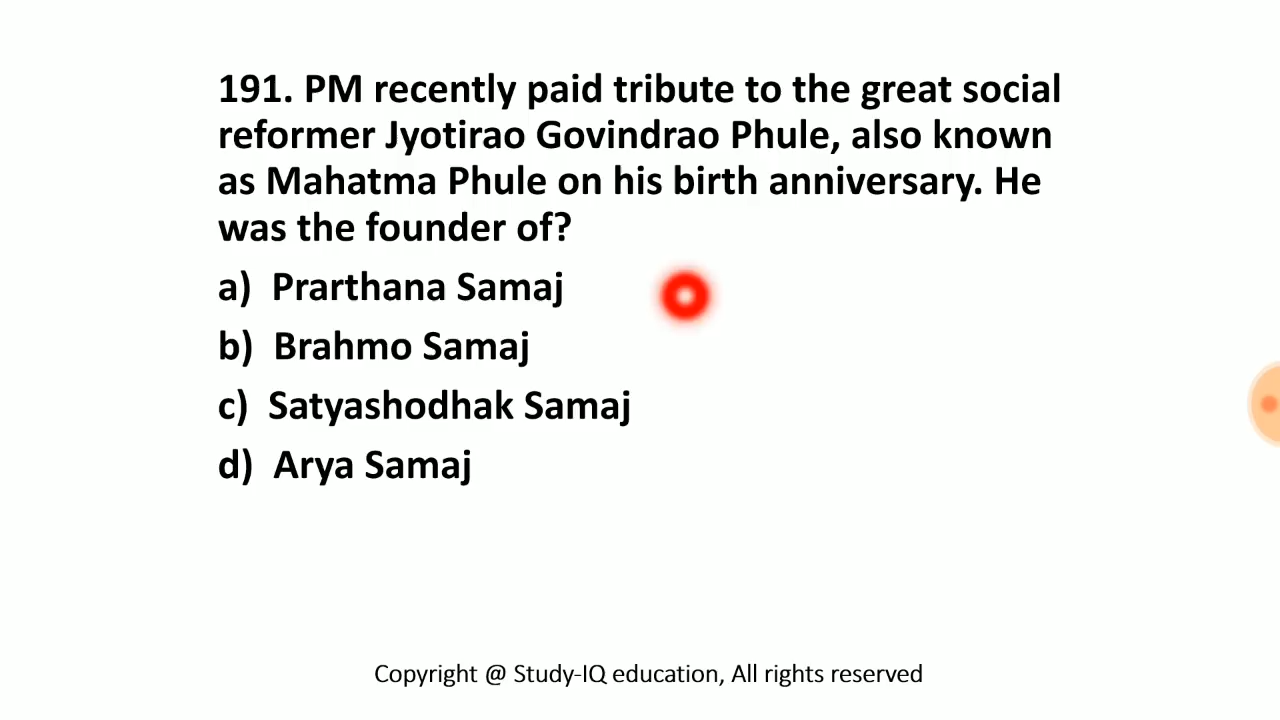 191. PM recently paid tribute to the great social
reformer Jyotirao Govindrao Phule, also known
as Mahatma Phule on his birth anniversary. He
was the founder of?
a) Prarthana Samaj
b) Brahmo Samaj
c) Satyashodhak Samaj
d) Arya Samaj
Copyright @ Study-IQ education, All rights reserved